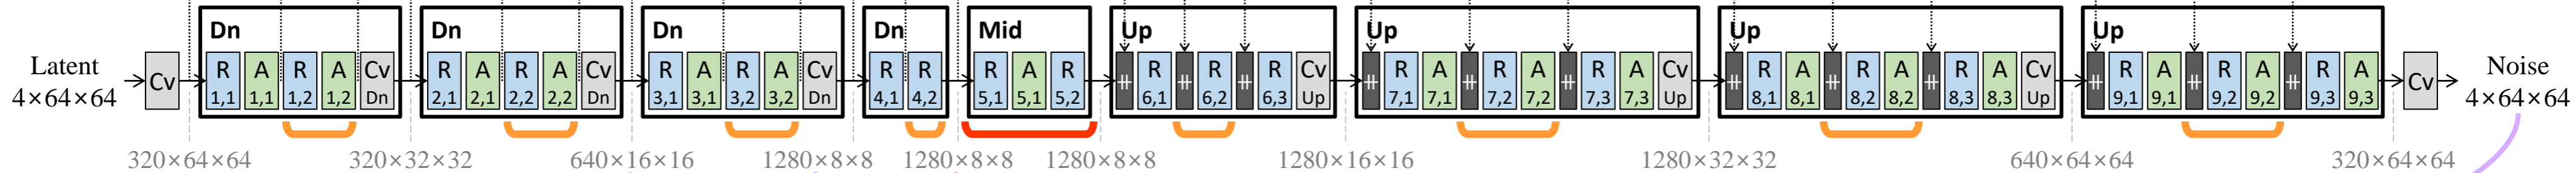 Latent
4×64×64
Cv
Dn
R 1,1
A 1,1
R 1,2
A 1,2
Cv Dn
Dn
R 2,1
A 2,1
R 2,2
A 2,2
Cv Dn
Dn
R 3,1
A 3,1
R 3,2
A 3,2
Cv Dn
Dn
R 4,1
R 4,2
Mid
R 5,1
A 5,1
R 5,2
Up
⧺
R 6,1
⧺
R 6,2
⧺
R 6,3
Cv Up
Up
⧺
R 7,1
A 7,1
⧺
R 7,2
A 7,2
⧺
R 7,3
A 7,3
Cv Up
Up
⧺
R 8,1
A 8,1
⧺
R 8,2
A 8,2
⧺
R 8,3
A 8,3
Cv Up
Up
⧺
R 9,1
A 9,1
⧺
R 9,2
A 9,2
⧺
R 9,3
A 9,3
Cv
Noise
4×64×64
320×64×64
320×32×32
640×16×16
1280×8×8
1280×8×8
1280×8×8
1280×16×16
1280×32×32
640×64×64
320×64×64